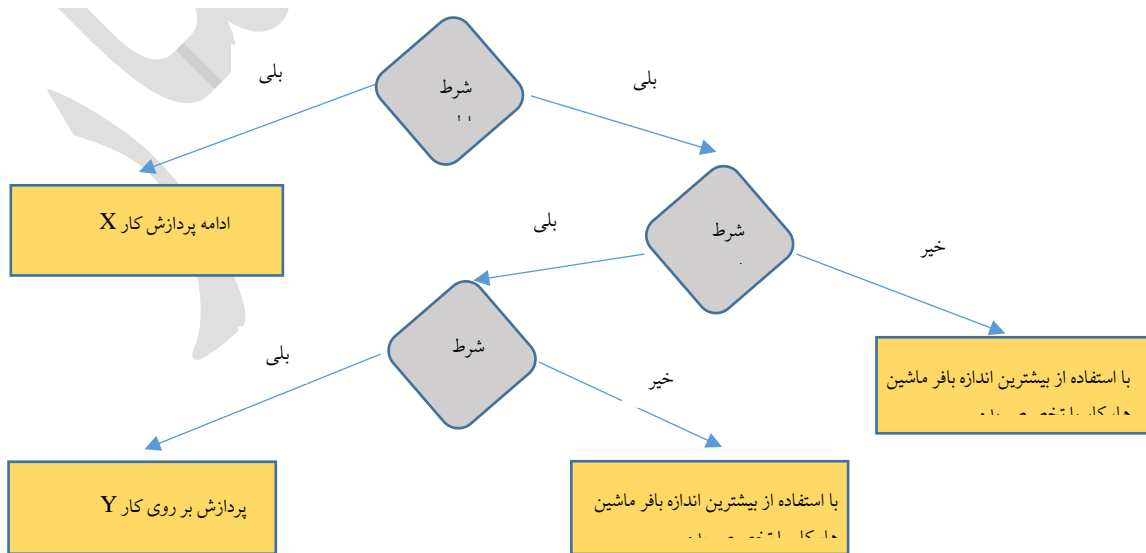 شرط
بلی
بلی
ادامه پردازش کار X
شرط
بلی
خیر
شرط
بلی
خیر
با استفاده از بیشترین اندازه بافر ماشین
پردازش بر روی کار Y
با استفاده از بیشترین اندازه بافر ماشین